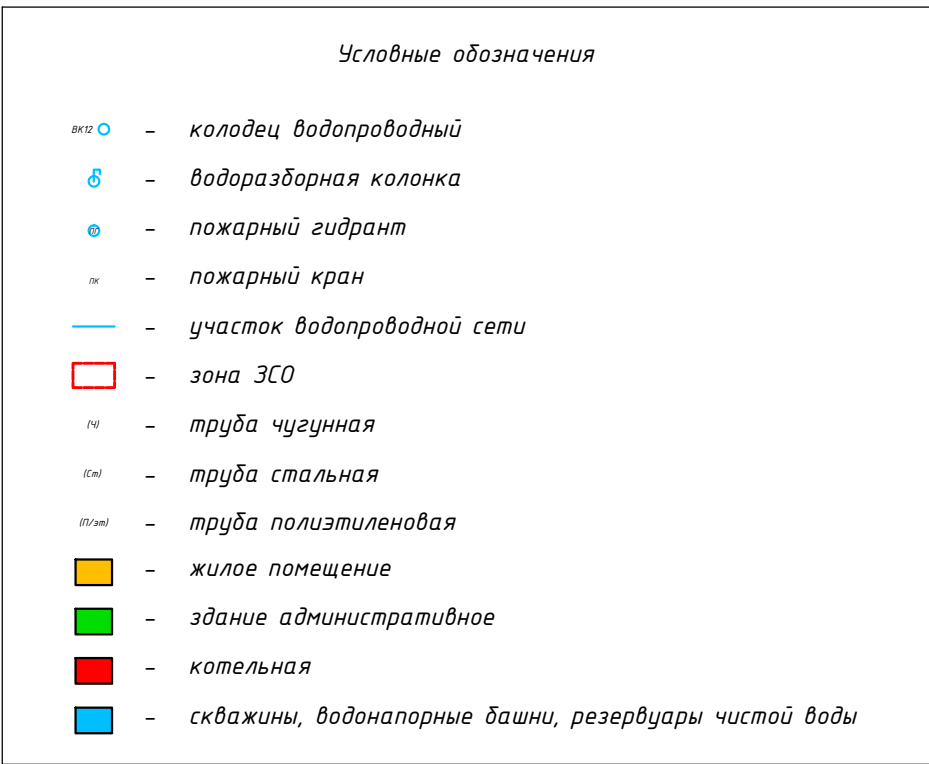 Условные обозначения
ВК12 – колодец водопроводный
– водоразборная колонка
ПГ – пожарный гидрант
ПК – пожарный кран
– участок водопроводной сети
– зона ЗСО
(Ч) – труба чугунная
(Ст) – труба стальная
(П/эт) – труба полиэтиленовая
– жилое помещение
– здание административное
– котельная
– скважины, водонапорные башни, резервуары чистой воды